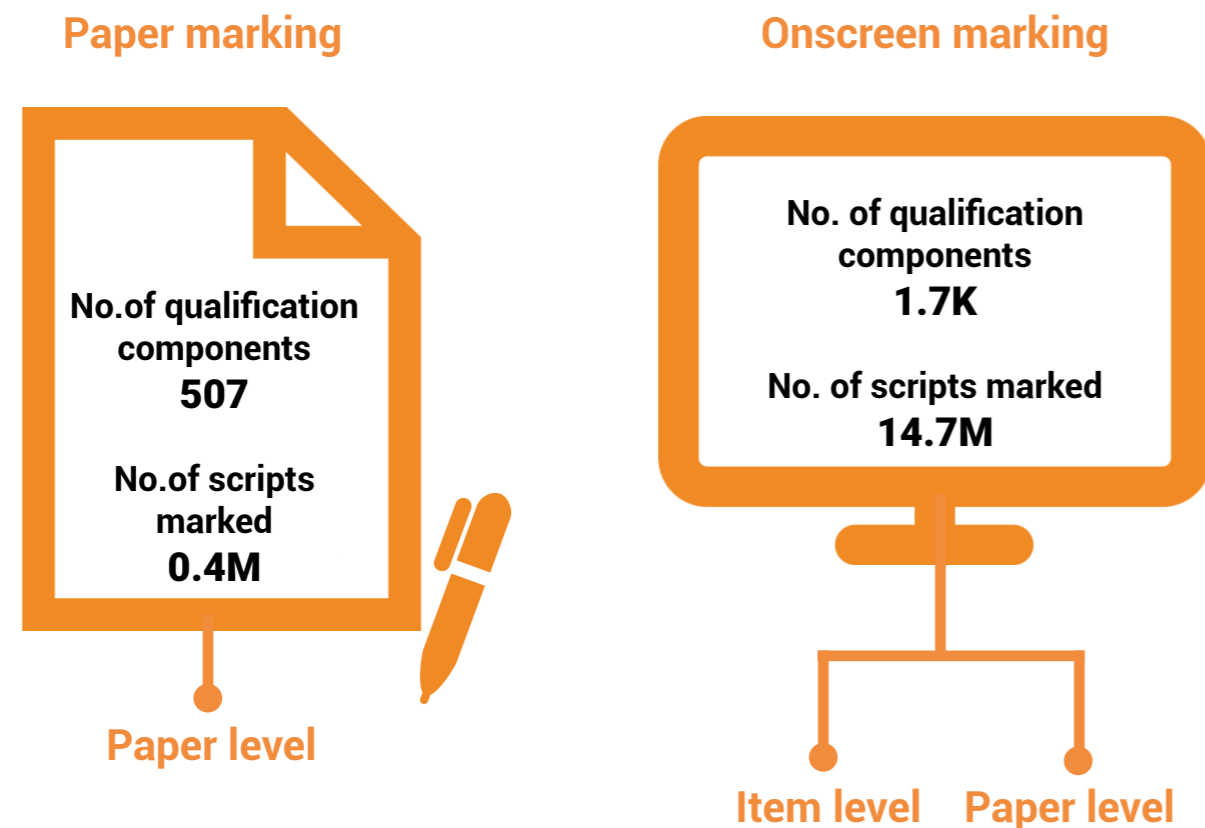 Paper marking
No.of qualification
components
507
No.of scripts
marked
0.4M
Paper level
Onscreen marking
No. of qualification
components
1.7K
No. of scripts marked
14.7M
Item level
Paper level